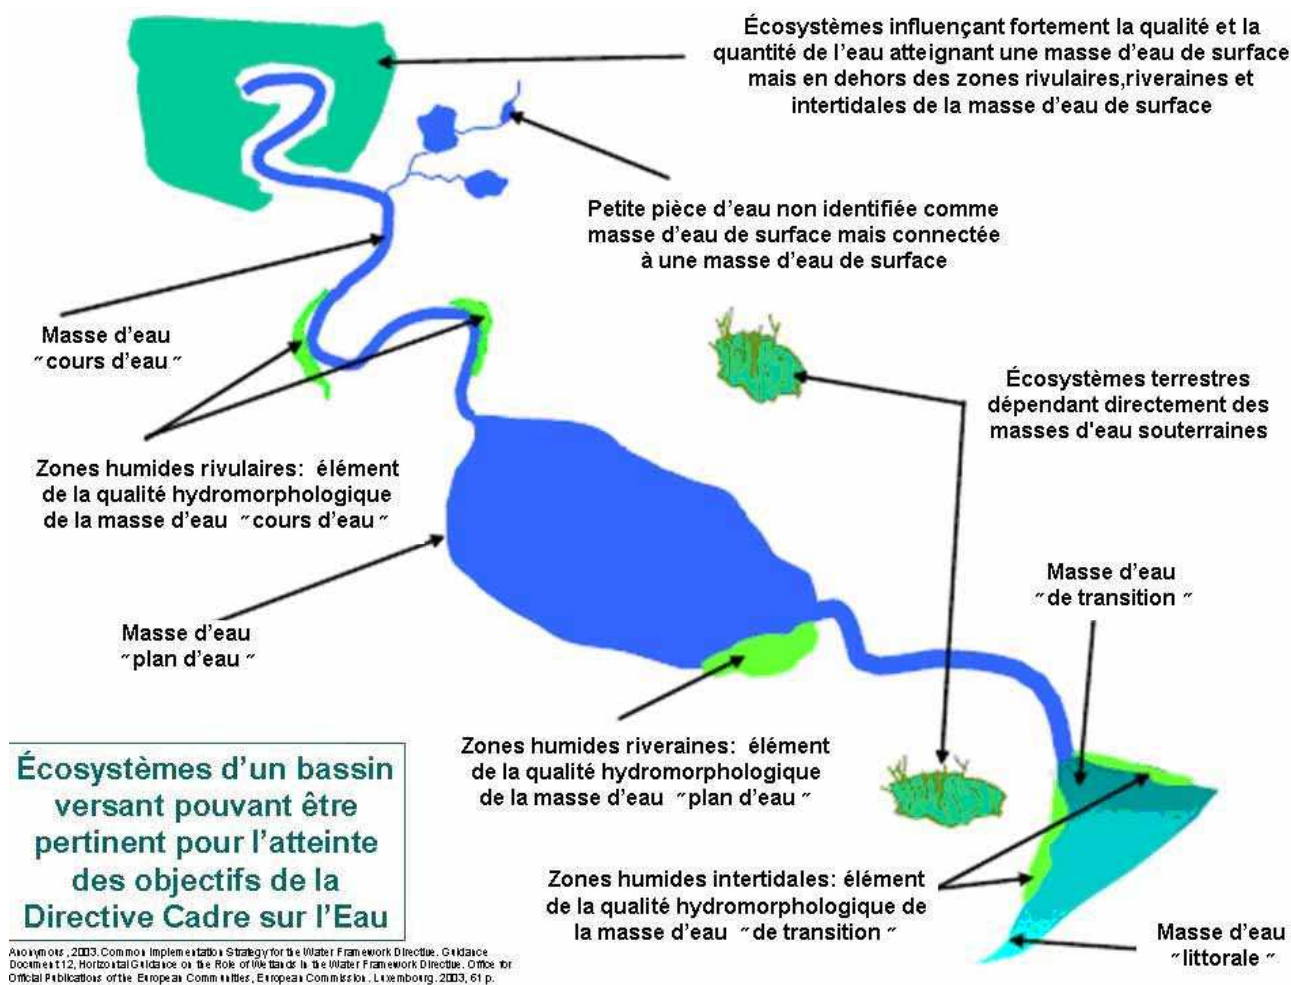 Écosystèmes influençant fortement la qualité et la
quantité de l'eau atteignant une masse d'eau de surface
mais en dehors des zones rivulaires,riveraines et
intertidales de la masse d'eau de surface
Petite pièce d'eau non identifiée comme
masse d'eau de surface mais connectée
à une masse d'eau de surface
Masse d'eau
"cours d'eau"
Écosystèmes terrestres
dépendant directement des
masses d'eau souterraines
Zones humides rivulaires: élément
de la qualité hydromorphologique
de la masse d'eau "cours d'eau"
Masse d'eau
"de transition"
Masse d'eau
"plan d'eau"
Zones humides riveraines: élément
de la qualité hydromorphologique
de la masse d'eau "plan d'eau"
Écosystèmes d'un bassin
versant pouvant être
pertinent pour l'atteinte
des objectifs de la
Directive Cadre sur l'Eau
Zones humides intertidales: élément
de la qualité hydromorphologique de
la masse d'eau "de transition"
Masse d'eau
"littorale"
Anonymous, 2003. Common Implementation Strategy for the Water Framework Directive. Guidance
Document 12, Horizontal Guidance on the Role of Wetlands in the Water Framework Directive. Office for
Official Publications of the European Communities, European Commission. Luxembourg. 2003, 61 p.